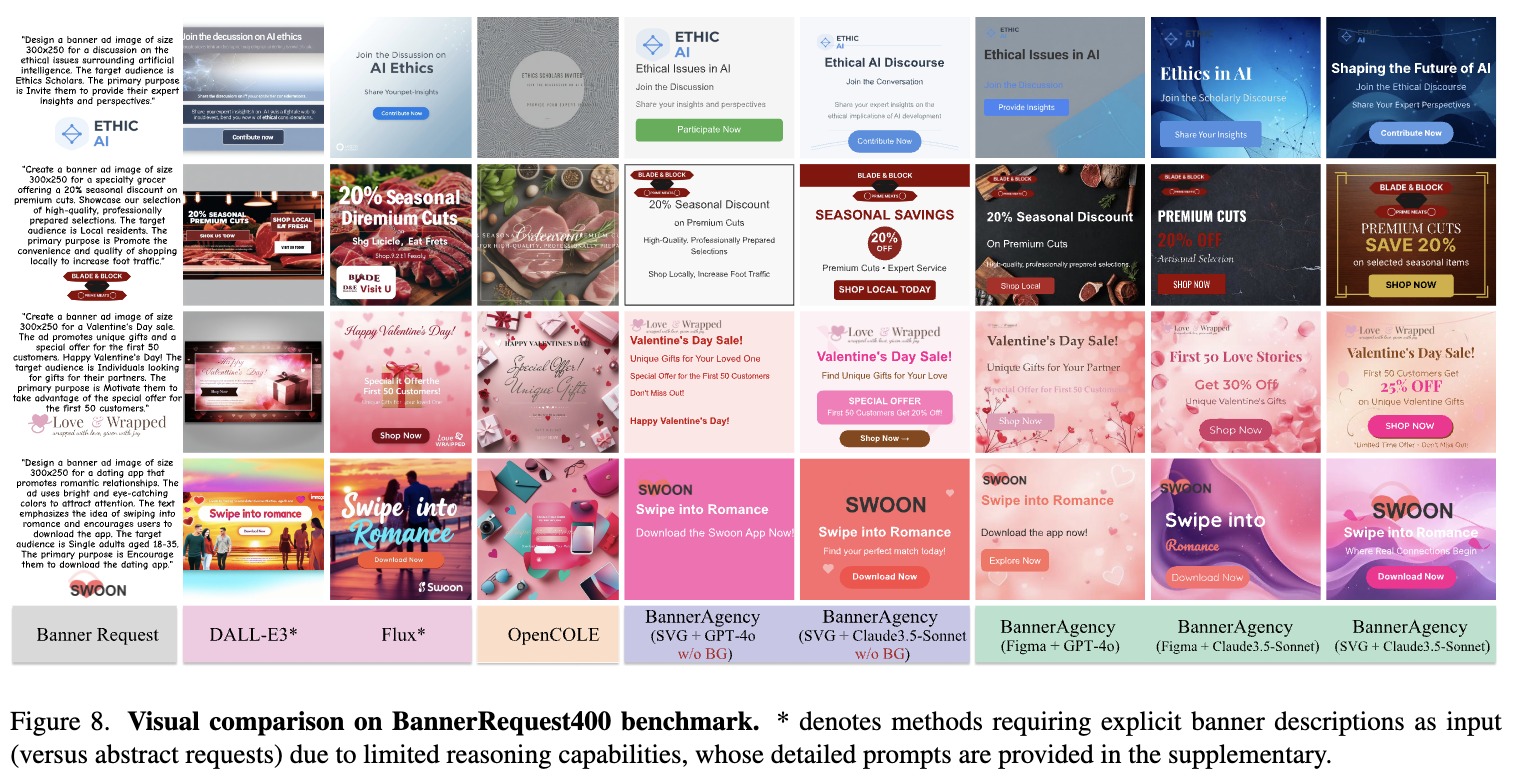 "Design a banner ad image of size
300x250 for a discussion on the
ethical issues surrounding artificial
intelligence. The target audience is
Ethics Scholars. The primary purpose
is Invite them to provide their expert
insights and perspectives."
ETHIC
AI
Join the decussion on AI ethics
Contribute now
Join the Dissussion on
AI Ethics
Share Younpet-Insights
Contribute Now
ETHICS SCHOLARS INVITED
ETHIC
AI
Ethical Issues in AI
Join the Discussion
Share your insights and perspectives
Participate Now
ETHIC
AI
Ethical AI Discourse
Join the Conversation
Share your expert insights on the
ethical implications of AI development
Contribute Now
ETHIC
AI
Ethical Issues in AI
Join the Discussion
Provide Insights
ETHIC
AI
Ethics in AI
Join the Scholarly Discourse
Share Your Insights
ETHIC
AI
Shaping the Future of AI
Join the Ethical Discourse
Share Your Expert Perspectives
Contribute Now
"Create a banner ad image of size
300x250 for a specialty grocer
offering a 20% seasonal discount on
premium cuts. Showcase our selection
of high-quality, professionally
prepared selections. The target
audience is Local residents. The
primary purpose is Promote the
convenience and quality of shopping
locally to increase foot traffic."
BLADE & BLOCK
PRIME MEATS
20% SEASONAL
PREMIUM CUTS
SHOP LOCAL
EAT FRESH
20% Seasonal
Diremium Cuts
on
Shg Licicle, Eat Frets
BLADE
Visit U
BLADE & BLOCK
PRIME MEATS
20% Seasonal Discount
on Premium Cuts
High-Quality. Professionally Prepared
Selections
Shop Locally, Increase Foot Traffic
BLADE & BLOCK
PRIME MEATS
SEASONAL SAVINGS
20%
OFF
Premium Cuts • Expert Service
SHOP LOCAL TODAY
BLADE & BLOCK
PRIME MEATS
20% Seasonal Discount
On Premium Cuts
High-quality, professionally prepared selections.
Shop Local
BLADE & BLOCK
PRIME MEATS
PREMIUM CUTS
20% OFF
Artisanal Selection
SHOP NOW
BLADE & BLOCK
PRIME MEATS
PREMIUM CUTS
SAVE 20%
on selected seasonal items
SHOP NOW
"Create a banner ad image of size
300x250 for a Valentine's Day sale.
The ad promotes unique gifts and a
special offer for the first 50
customers. Happy Valentine's Day! The
target audience is Individuals looking
for gifts for their partners. The
primary purpose is Motivate them to
take advantage of the special offer for
the first 50 customers."
Love & Wrapped
wrapped with love, given with joy
Happy
Valentine's Day!
Shop Now
Happy Valentine's Day!
Special It Offerthe
First 50 Customers!
Shop Now
Love
WRAPPED
HAPPY VALENTINE'S DAY!
Special Offer!
Unique Gifts
Love & Wrapped
Valentine's Day Sale!
Unique Gifts for Your Loved One
Special Offer for the First 50 Customers
Don't Miss Out!
Happy Valentine's Day!
Love & Wrapped
Valentine's Day Sale!
Find Unique Gifts for Your Love
SPECIAL OFFER
First 50 Customers Get 20% Off!
Shop Now →
Valentine's Day Sale!
Unique Gifts for Your Partner
Special Offer for First 50 Customers
Shop Now
Love & Wrapped
First 50 Love Stories
Get 30% Off
Unique Valentine's Gifts
Shop Now
Love & Wrapped
Valentine's Day Sale!
First 50 Customers Get
25% OFF
on Unique Valentine Gifts
SHOP NOW
*Limited Time Offer - Don't Miss Out!
"Design a banner ad image of size
300x250 for a dating app that
promotes romantic relationships. The
ad uses bright and eye-catching
colors to attract attention. The text
emphasizes the idea of swiping into
romance and encourages users to
download the app. The target
audience is Single adults aged 18-35.
The primary purpose is Encourage
them to download the dating app."
SWOON
Swipe into romance
Download Now
Swipe into
Romance
Download Now
Swoon
SWOON
Swipe into Romance
Download the Swoon App Now!
SWOON
Swipe into Romance
Find your perfect match today!
Download Now
SWOON
Swipe into Romance
Download the app now!
Explore Now
SWOON
Swipe into
Romance
Download Now
SWOON
Swipe into Romance
Where Real Connections Begin
Download Now
Banner Request
DALL-E3*
Flux*
OpenCOLE
BannerAgency
(SVG + GPT-4o
w/o BG)
BannerAgency
(SVG + Claude3.5-Sonnet
w/o BG)
BannerAgency
(Figma + GPT-4o)
BannerAgency
(Figma + Claude3.5-Sonnet)
BannerAgency
(SVG + Claude3.5-Sonnet)
Figure 8. Visual comparison on BannerRequest400 benchmark. * denotes methods requiring explicit banner descriptions as input
(versus abstract requests) due to limited reasoning capabilities, whose detailed prompts are provided in the supplementary.